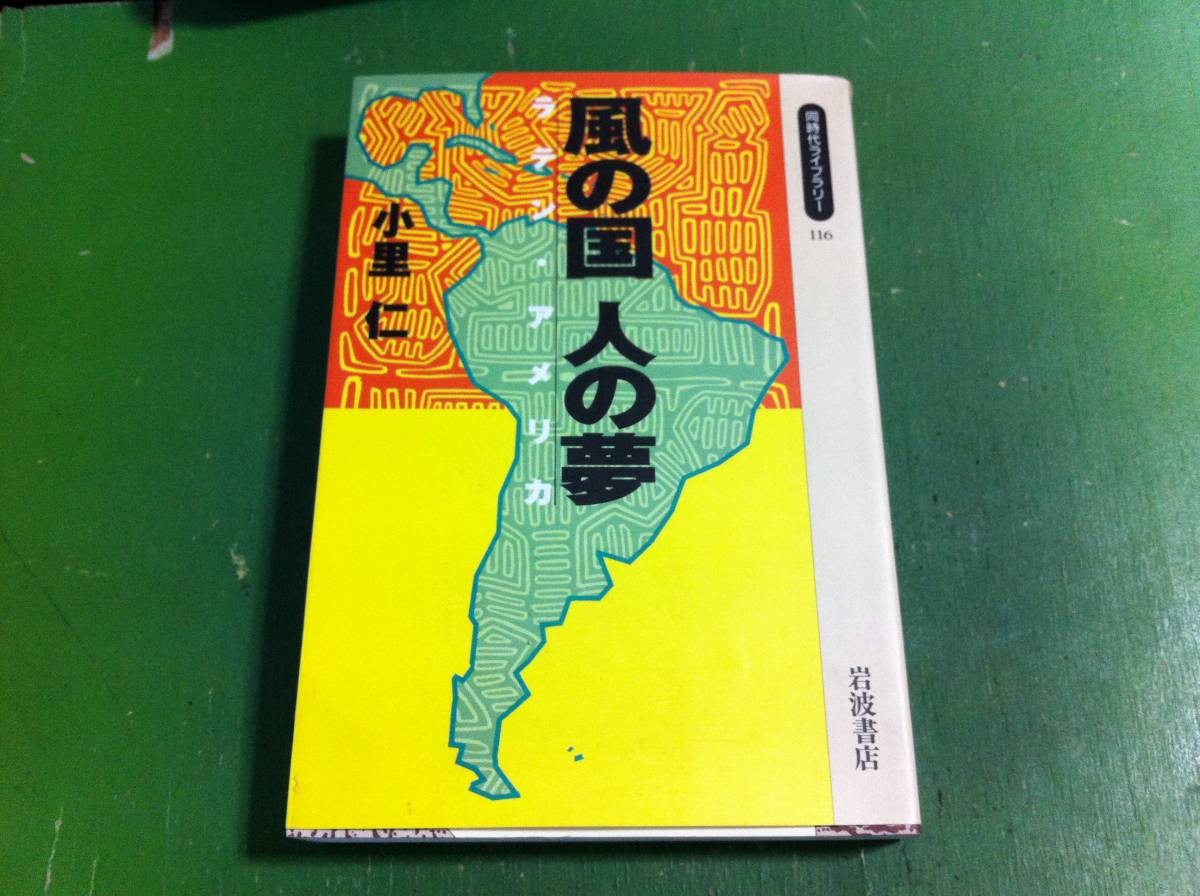 同時代ライブラリー
116
風の国 人の夢
ラテン・アメリカ
小里 仁
岩波書店